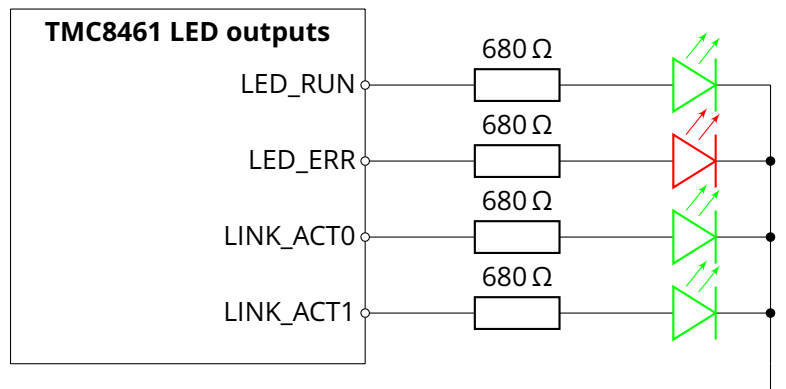 TMC8461 LED outputs
680 Ω
LED_RUN
680 Ω
LED_ERR
680 Ω
LINK_ACT0
680 Ω
LINK_ACT1